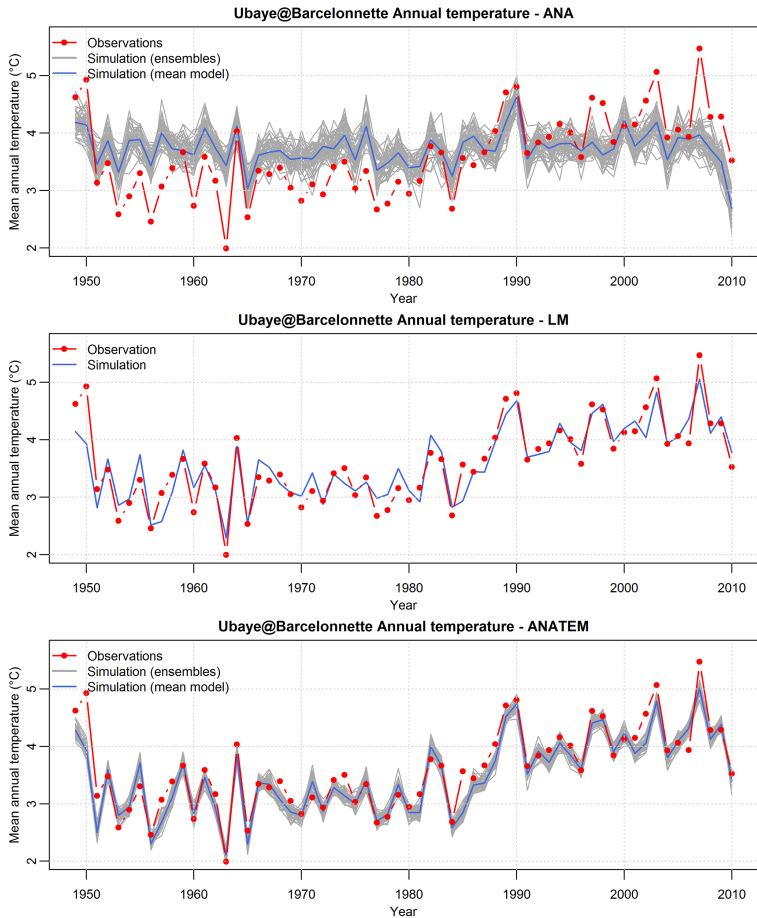 Ubaye@Barcelonnette Annual temperature - ANA
Observations
Simulation (ensembles)
Simulation (mean model)
Mean annual temperature (°C)
5
4
3
2
1950 1960 1970 1980 1990 2000 2010
Year
Ubaye@Barcelonnette Annual temperature - LM
Observation
Simulation
Mean annual temperature (°C)
5
4
3
2
1950 1960 1970 1980 1990 2000 2010
Year
Ubaye@Barcelonnette Annual temperature - ANATEM
Observations
Simulation (ensembles)
Simulation (mean model)
Mean annual temperature (°C)
5
4
3
2
1950 1960 1970 1980 1990 2000 2010
Year